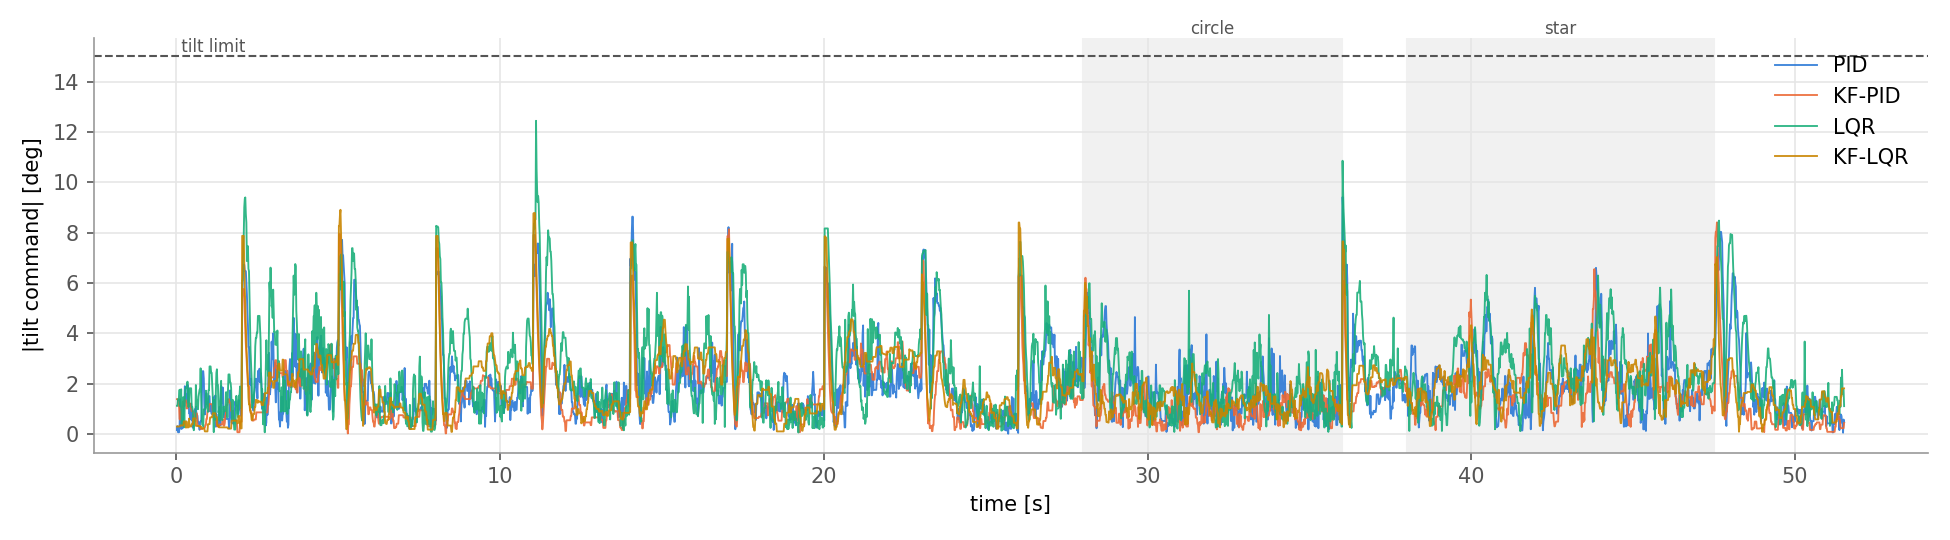 circle
star
tilt limit
PID
KF-PID
LQR
KF-LQR
14
12
10
8
6
4
2
0
|tilt command| [deg]
0
10
20
30
40
50
time [s]